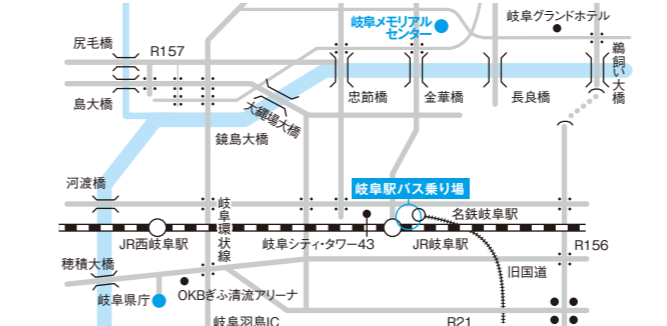 岐阜グランドホテル
岐阜メモリアル
センター
尻毛橋
R157
鵜飼い大橋
島大橋
忠節橋
金華橋
長良橋
大縄場大橋
鏡島大橋
河渡橋
岐阜駅バス乗り場
岐阜環状線
名鉄岐阜駅
JR西岐阜駅
岐阜シティ・タワー43
JR岐阜駅
R156
穂積大橋
旧国道
岐阜県庁
OKBぎふ清流アリーナ
岐阜羽島IC
R21